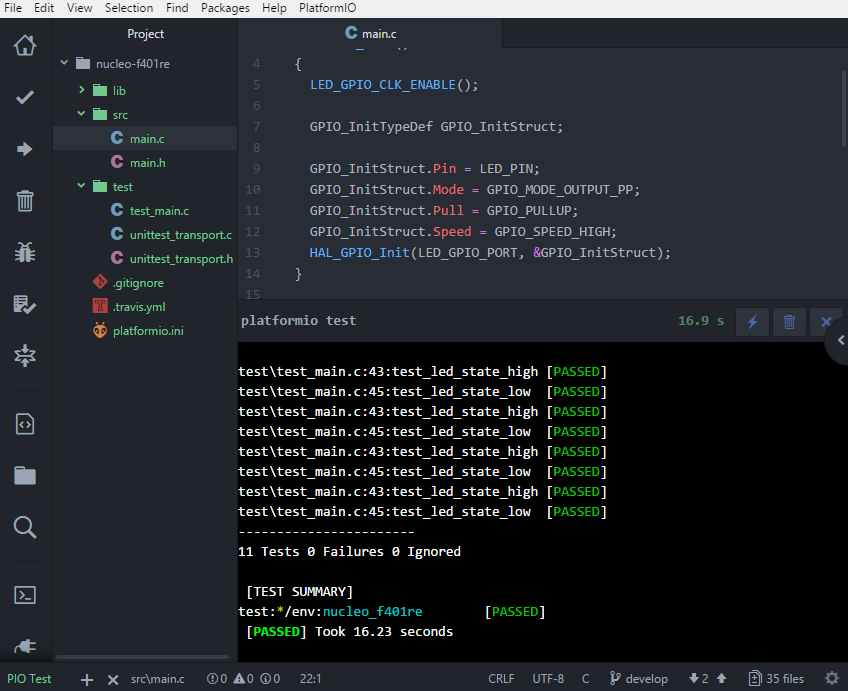 File Edit View Selection Find Packages Help PlatformIO
Project
nucleo-f401re
lib
src
main.c
main.h
test
test_main.c
unittest_transport.c
unittest_transport.h
.gitignore
.travis.yml
platformio.ini
main.c
4 {
5 LED_GPIO_CLK_ENABLE();
6
7 GPIO_InitTypeDef GPIO_InitStruct;
8
9 GPIO_InitStruct.Pin = LED_PIN;
10 GPIO_InitStruct.Mode = GPIO_MODE_OUTPUT_PP;
11 GPIO_InitStruct.Pull = GPIO_PULLUP;
12 GPIO_InitStruct.Speed = GPIO_SPEED_HIGH;
13 HAL_GPIO_Init(LED_GPIO_PORT, &GPIO_InitStruct);
14 }
15
platformio test 16.9 s
test\test_main.c:43:test_led_state_high [PASSED]
test\test_main.c:45:test_led_state_low [PASSED]
test\test_main.c:43:test_led_state_high [PASSED]
test\test_main.c:45:test_led_state_low [PASSED]
test\test_main.c:43:test_led_state_high [PASSED]
test\test_main.c:45:test_led_state_low [PASSED]
test\test_main.c:43:test_led_state_high [PASSED]
test\test_main.c:45:test_led_state_low [PASSED]
-----------------------
11 Tests 0 Failures 0 Ignored
[TEST SUMMARY]
test:*/env:nucleo_f401re [PASSED]
[PASSED] Took 16.23 seconds
PIO Test + × src\main.c 0 0 0 22:1 CRLF UTF-8 C develop 2 35 files